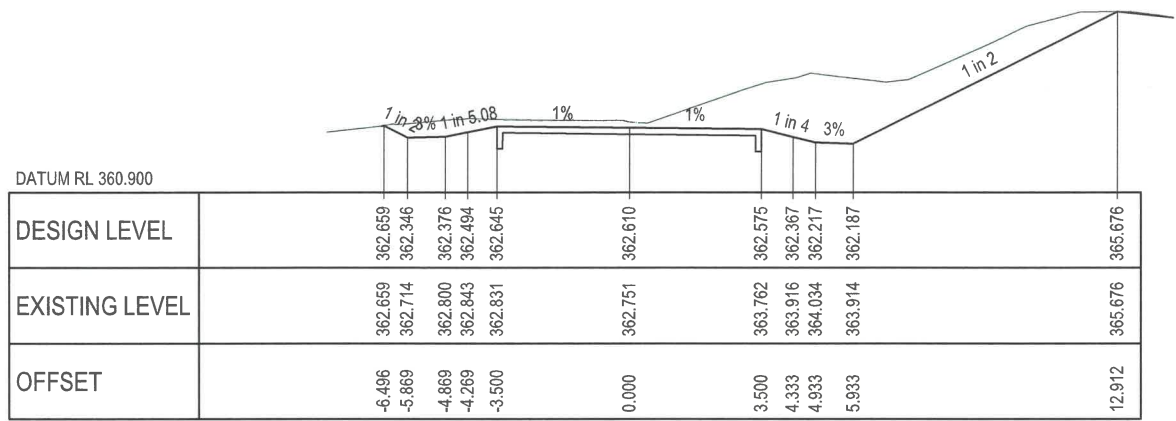 1 in 2
3%
1 in 5.08
1%
1%
1 in 4
3%
1 in 2
DATUM RL 360.900
DESIGN LEVEL 362.659 362.346 362.376 362.494 362.645 362.610 362.575 362.367 362.217 362.187 365.676
EXISTING LEVEL 362.659 362.714 362.800 362.843 362.831 362.751 363.762 363.916 364.034 363.914 365.676
OFFSET -6.496 -5.869 -4.869 -4.269 -3.500 0.000 3.500 4.333 4.933 5.933 12.912